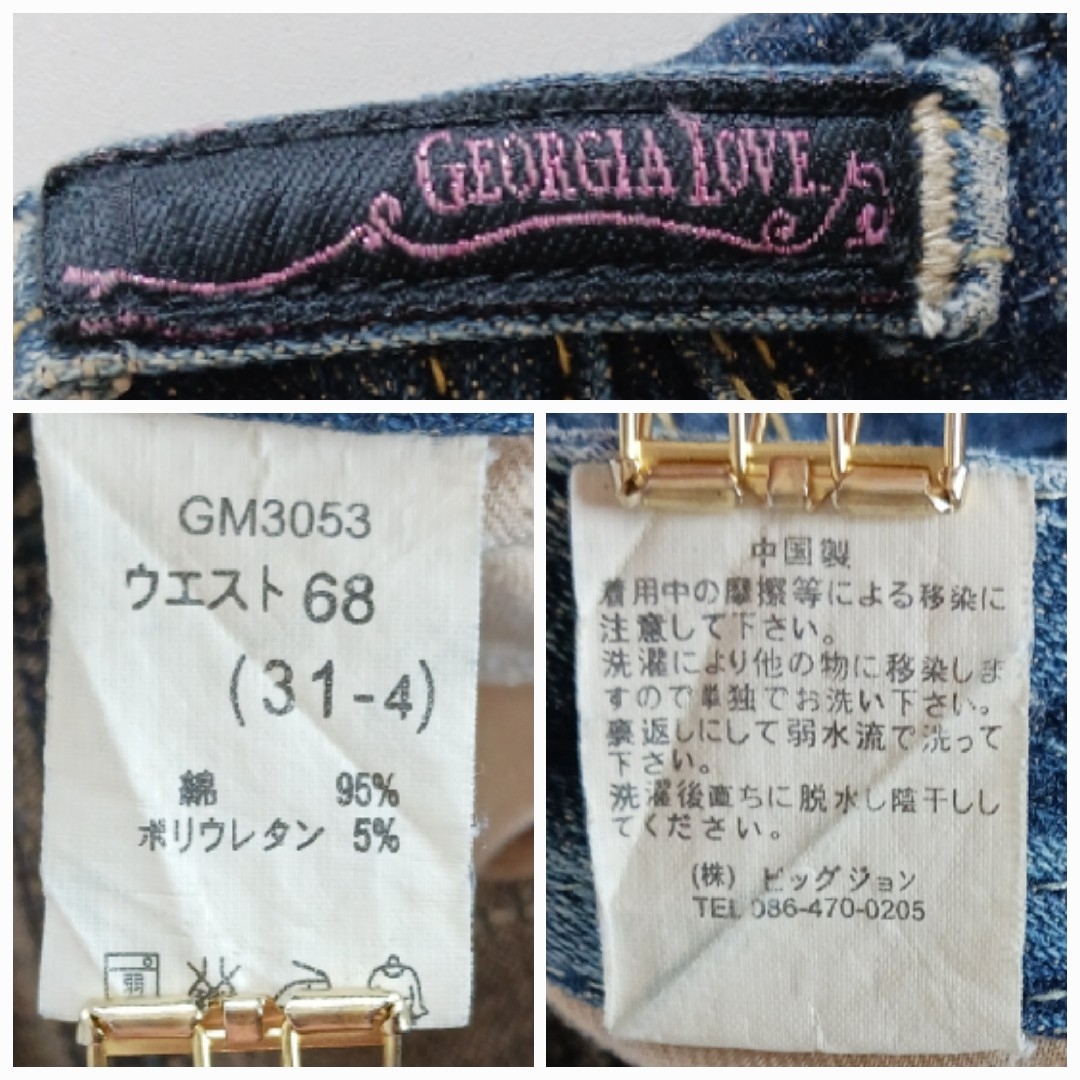 GEORGIA LOVE.
GM3053
ウエスト 68
(31-4)
綿 95%
ポリウレタン 5%
弱
中国製
着用中の摩擦等による移染に
注意して下さい。
洗濯により他の物に移染しま
すので単独でお洗い下さい。
裏返しにして弱水流で洗って
下さい。
洗濯後直ちに脱水し陰干しし
てください。
(株) ビッグジョン
TEL 086-470-0205